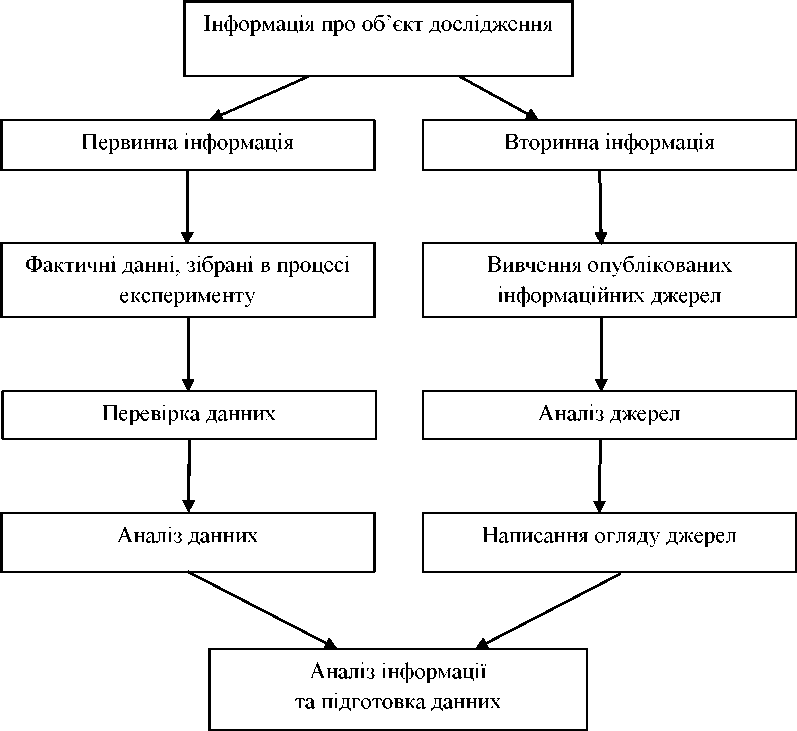 Інформація про об’єкт дослідження
Первинна інформація
Вторинна інформація
Фактичні данні, зібрані в процесі
експерименту
Вивчення опублікованих
інформаційних джерел
Перевірка данних
Аналіз джерел
Аналіз данних
Написання огляду джерел
Аналіз інформації
та підготовка данних